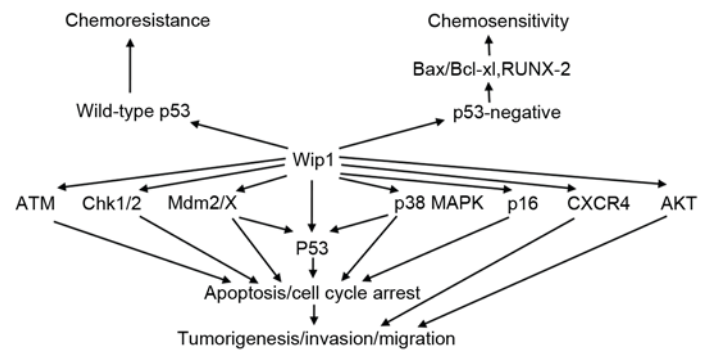 Chemoresistance Chemosensitivity
Bax/Bcl-xl,RUNX-2
Wild-type p53 p53-negative
Wip1
ATM Chk1/2 Mdm2/X p38 MAPK p16 CXCR4 AKT
P53
Apoptosis/cell cycle arrest
Tumorigenesis/invasion/migration